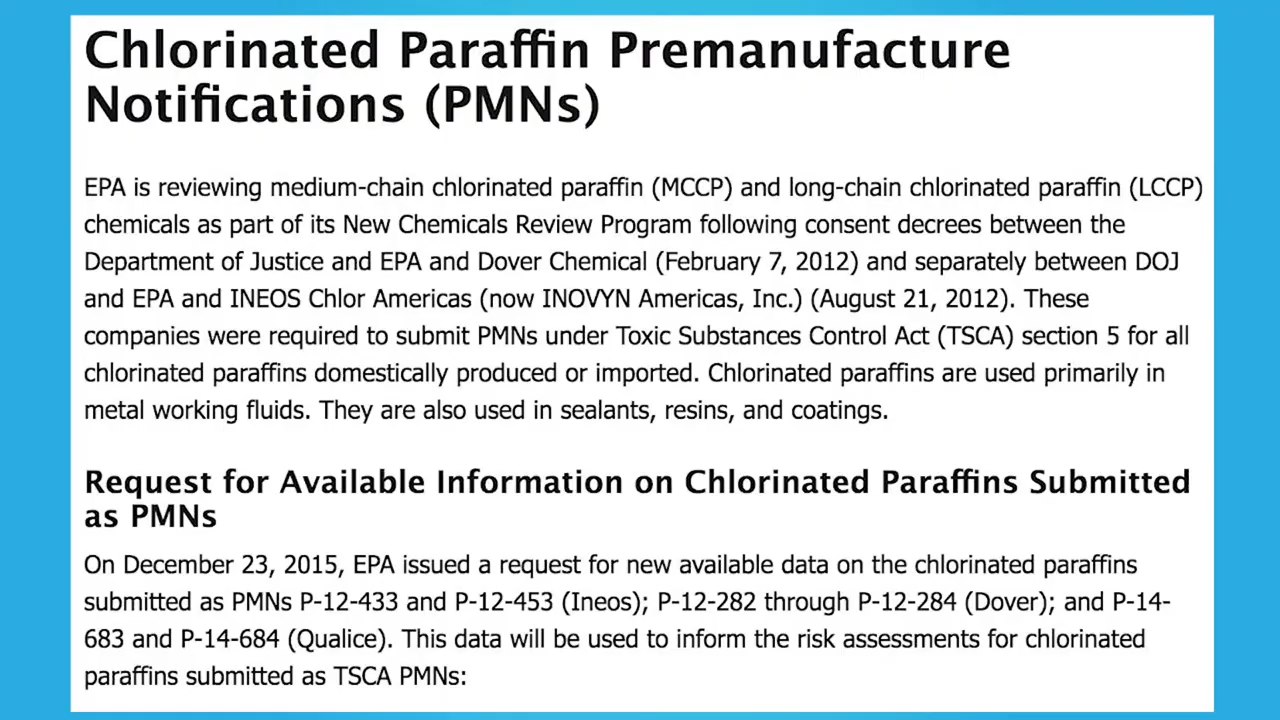 Chlorinated Paraffin Premanufacture
Notifications (PMNs)
EPA is reviewing medium-chain chlorinated paraffin (MCCP) and long-chain chlorinated paraffin (LCCP)
chemicals as part of its New Chemicals Review Program following consent decrees between the
Department of Justice and EPA and Dover Chemical (February 7, 2012) and separately between DOJ
and EPA and INEOS Chlor Americas (now INOVYN Americas, Inc.) (August 21, 2012). These
companies were required to submit PMNs under Toxic Substances Control Act (TSCA) section 5 for all
chlorinated paraffins domestically produced or imported. Chlorinated paraffins are used primarily in
metal working fluids. They are also used in sealants, resins, and coatings.
Request for Available Information on Chlorinated Paraffins Submitted
as PMNs
On December 23, 2015, EPA issued a request for new available data on the chlorinated paraffins
submitted as PMNs P-12-433 and P-12-453 (Ineos); P-12-282 through P-12-284 (Dover); and P-14-
683 and P-14-684 (Qualice). This data will be used to inform the risk assessments for chlorinated
paraffins submitted as TSCA PMNs: